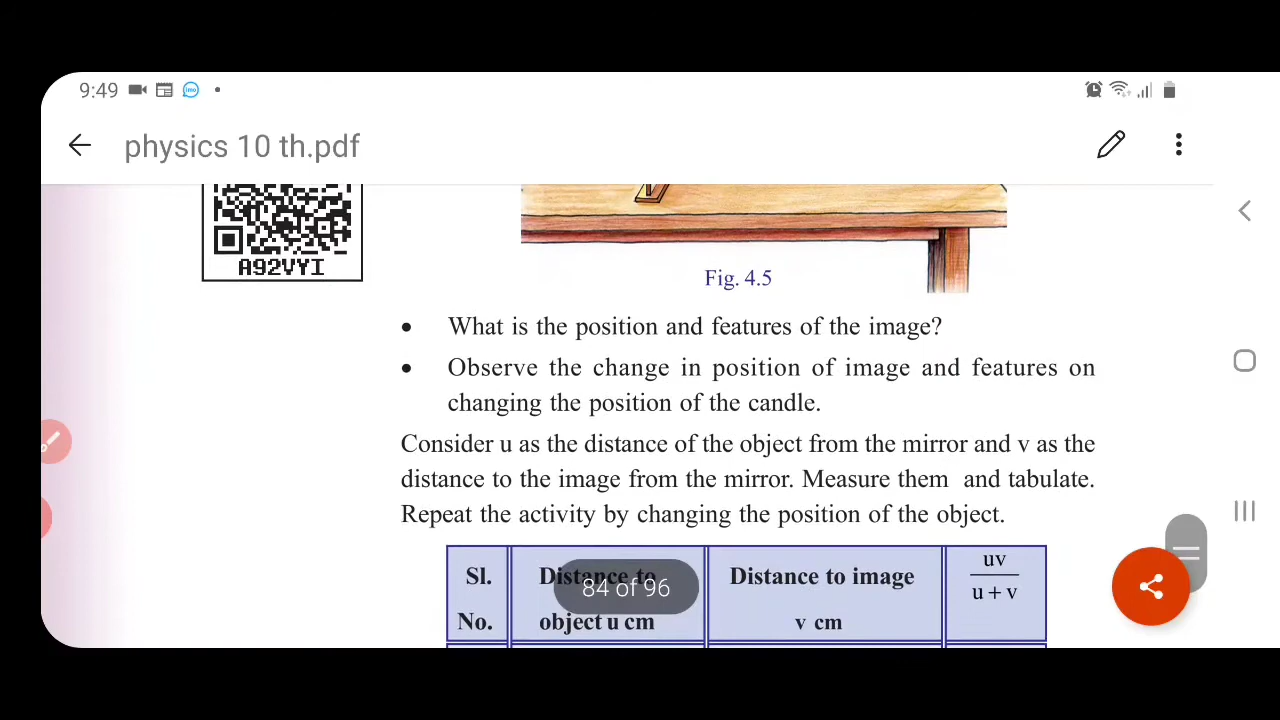 9:49
imo
physics 10 th.pdf
A92VYI
Fig. 4.5
• What is the position and features of the image?
• Observe the change in position of image and features on
changing the position of the candle.
Consider u as the distance of the object from the mirror and v as the
distance to the image from the mirror. Measure them and tabulate.
Repeat the activity by changing the position of the object.
Sl.
No.
Distance to
object u cm
Distance to image
v cm
uv
u + v
84 of 96